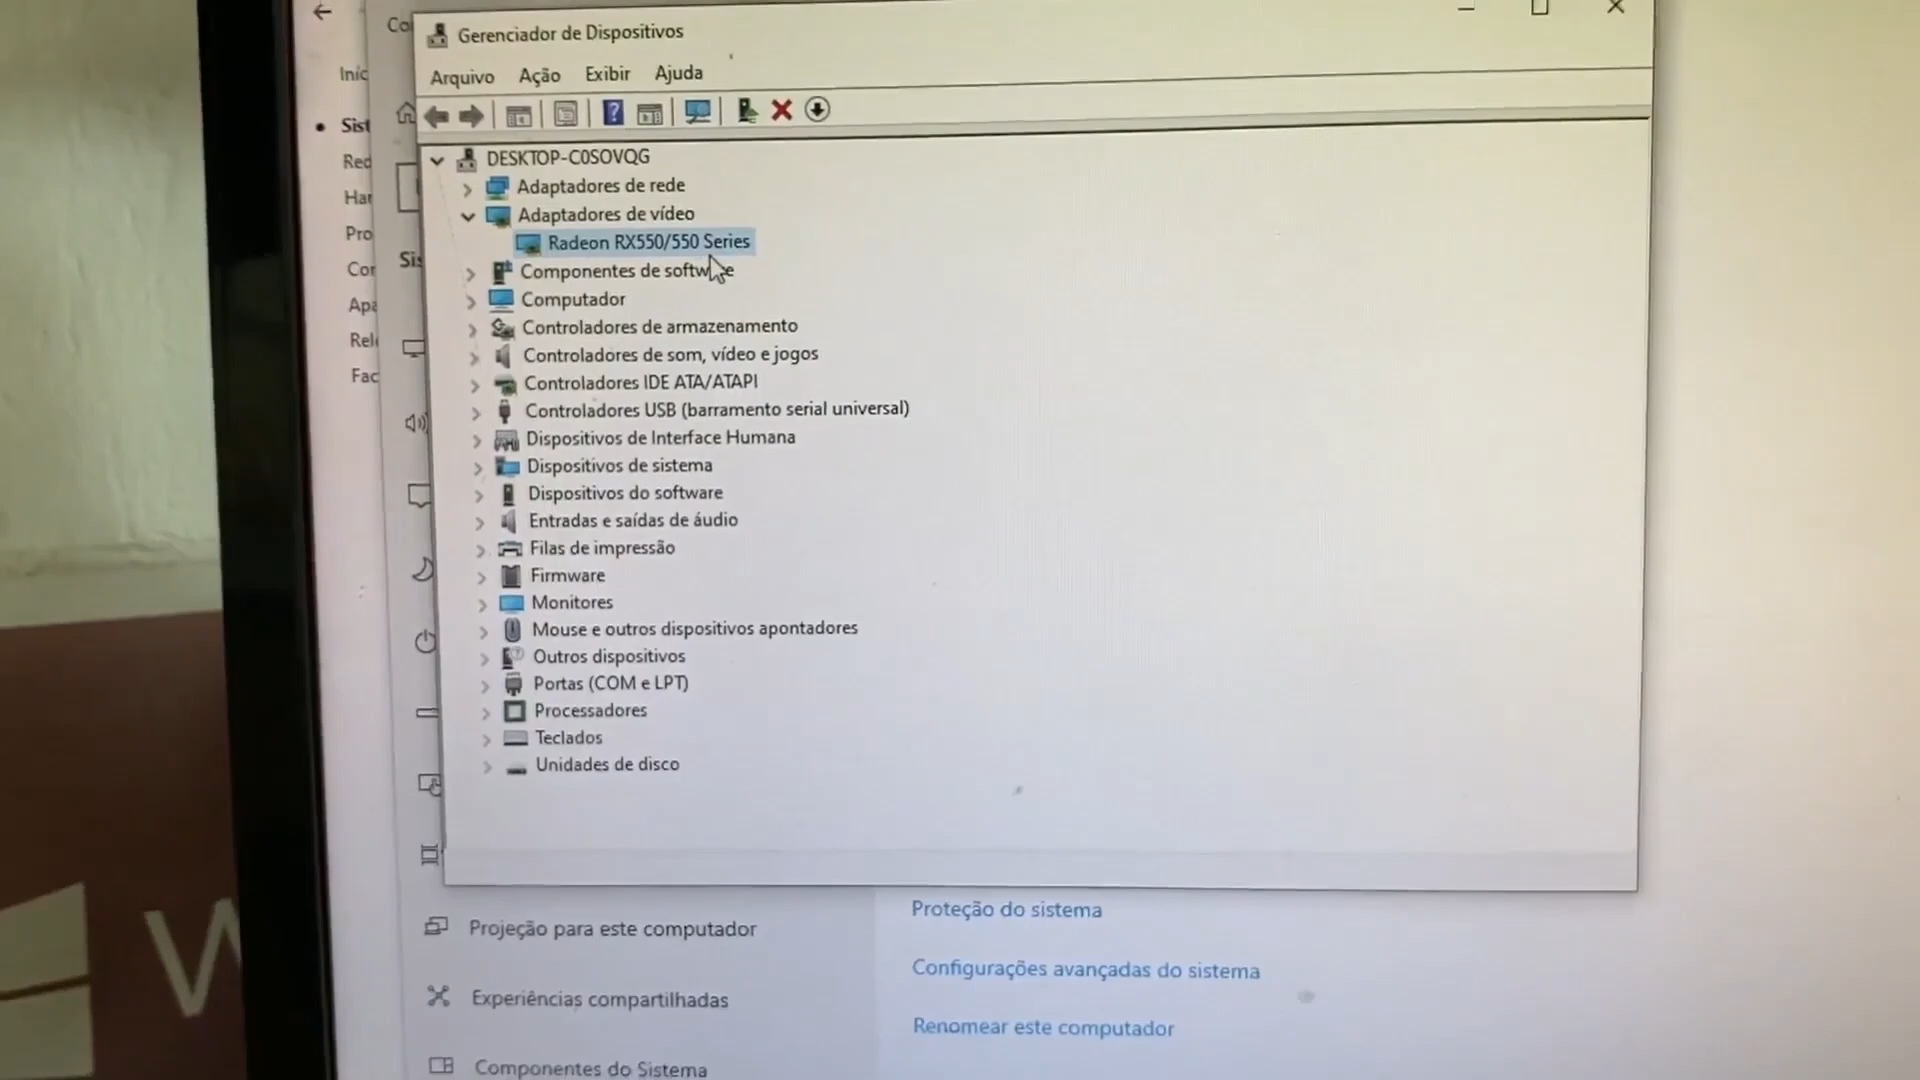 Gerenciador de Dispositivos
Arquivo Ação Exibir Ajuda
DESKTOP-C0SOVQG
Adaptadores de rede
Adaptadores de vídeo
Radeon RX550/550 Series
Componentes de software
Computador
Controladores de armazenamento
Controladores de som, vídeo e jogos
Controladores IDE ATA/ATAPI
Controladores USB (barramento serial universal)
Dispositivos de Interface Humana
Dispositivos de sistema
Dispositivos do software
Entradas e saídas de áudio
Filas de impressão
Firmware
Monitores
Mouse e outros dispositivos apontadores
Outros dispositivos
Portas (COM e LPT)
Processadores
Teclados
Unidades de disco
Projeção para este computador
Experiências compartilhadas
Componentes do Sistema
Proteção do sistema
Configurações avançadas do sistema
Renomear este computador